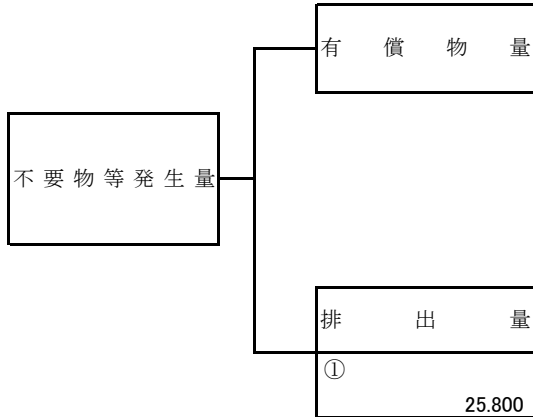 有償物量
不要物等発生量
排出量
①
25.800